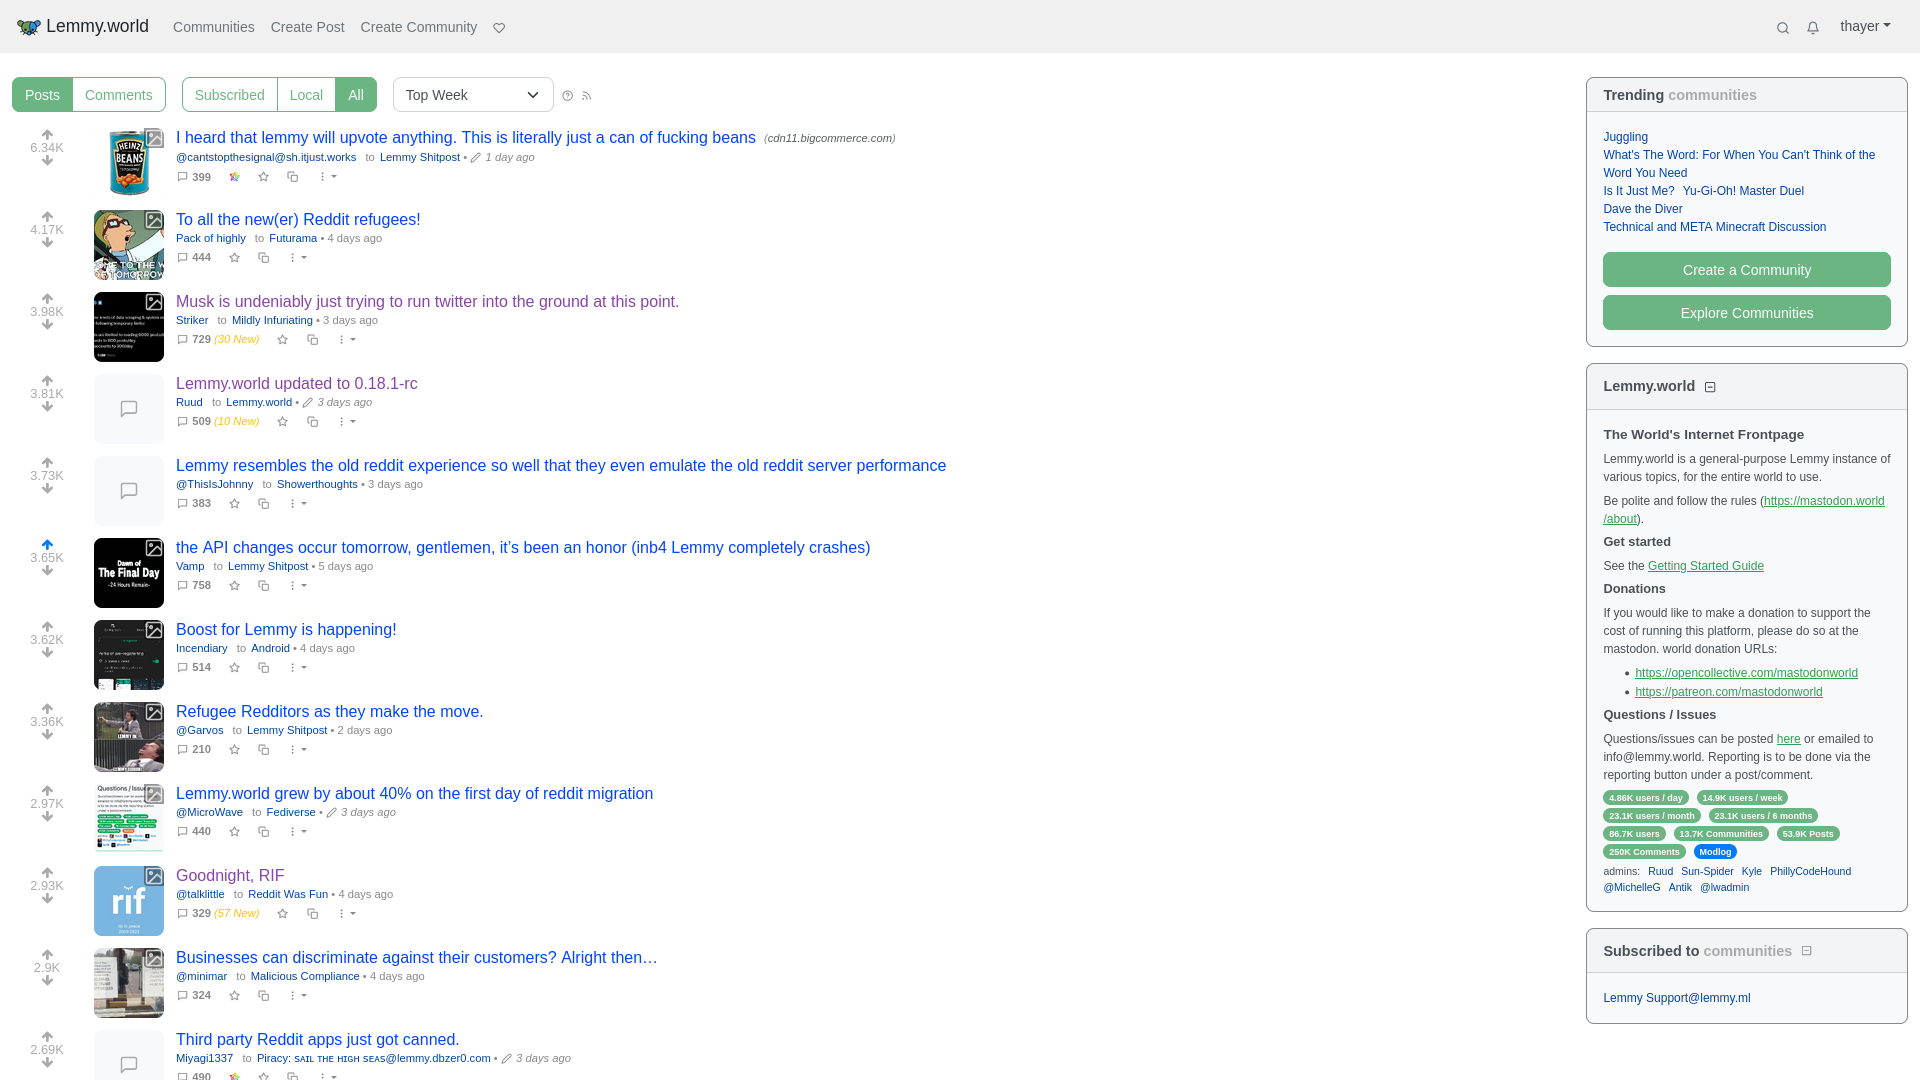 Lemmy.world Communities Create Post Create Community thayer
Posts Comments Subscribed Local All Top Week
6.34K
I heard that lemmy will upvote anything. This is literally just a can of fucking beans (cdn11.bigcommerce.com)
@cantstopthesignal@sh.itjust.works to Lemmy Shitpost • 1 day ago
399
HEINZ
BEANS
4.17K
To all the new(er) Reddit refugees!
Pack of highly to Futurama • 4 days ago
444
3.98K
Musk is undeniably just trying to run twitter into the ground at this point.
Striker to Mildly Infuriating • 3 days ago
729 (30 New)
3.81K
Lemmy.world updated to 0.18.1-rc
Ruud to Lemmy.world • 3 days ago
509 (10 New)
3.73K
Lemmy resembles the old reddit experience so well that they even emulate the old reddit server performance
@ThisIsJohnny to Showerthoughts • 3 days ago
383
3.65K
Dawn of
The Final Day
-24 Hours Remain-
the API changes occur tomorrow, gentlemen, it’s been an honor (inb4 Lemmy completely crashes)
Vamp to Lemmy Shitpost • 5 days ago
758
3.62K
Boost for Lemmy is happening!
Incendiary to Android • 4 days ago
514
3.36K
Refugee Redditors as they make the move.
@Garvos to Lemmy Shitpost • 2 days ago
210
2.97K
Questions / Issues
Lemmy.world grew by about 40% on the first day of reddit migration
@MicroWave to Fediverse • 3 days ago
440
2.93K
rif
Goodnight, RIF
@talklittle to Reddit Was Fun • 4 days ago
329 (57 New)
2.9K
Businesses can discriminate against their customers? Alright then…
@minimar to Malicious Compliance • 4 days ago
324
2.69K
Third party Reddit apps just got canned.
Miyagi1337 to Piracy: ꜱᴀɪʟ ᴛʜᴇ ʜɪɢʜ ꜱᴇᴀꜱ@lemmy.dbzer0.com • 3 days ago
490
Trending communities
Juggling
What's The Word: For When You Can't Think of the
Word You Need
Is It Just Me? Yu-Gi-Oh! Master Duel
Dave the Diver
Technical and META Minecraft Discussion
Create a Community
Explore Communities
Lemmy.world
The World's Internet Frontpage
Lemmy.world is a general-purpose Lemmy instance of
various topics, for the entire world to use.
Be polite and follow the rules (https://mastodon.world
/about).
Get started
See the Getting Started Guide
Donations
If you would like to make a donation to support the
cost of running this platform, please do so at the
mastodon. world donation URLs:
• https://opencollective.com/mastodonworld
• https://patreon.com/mastodonworld
Questions / Issues
Questions/issues can be posted here or emailed to
info@lemmy.world. Reporting is to be done via the
reporting button under a post/comment.
4.86K users / day 14.9K users / week
23.1K users / month 23.1K users / 6 months
86.7K users 13.7K Communities 53.9K Posts
250K Comments Modlog
admins: Ruud Sun-Spider Kyle PhillyCodeHound
@MichelleG Antik @lwadmin
Subscribed to communities
Lemmy Support@lemmy.ml